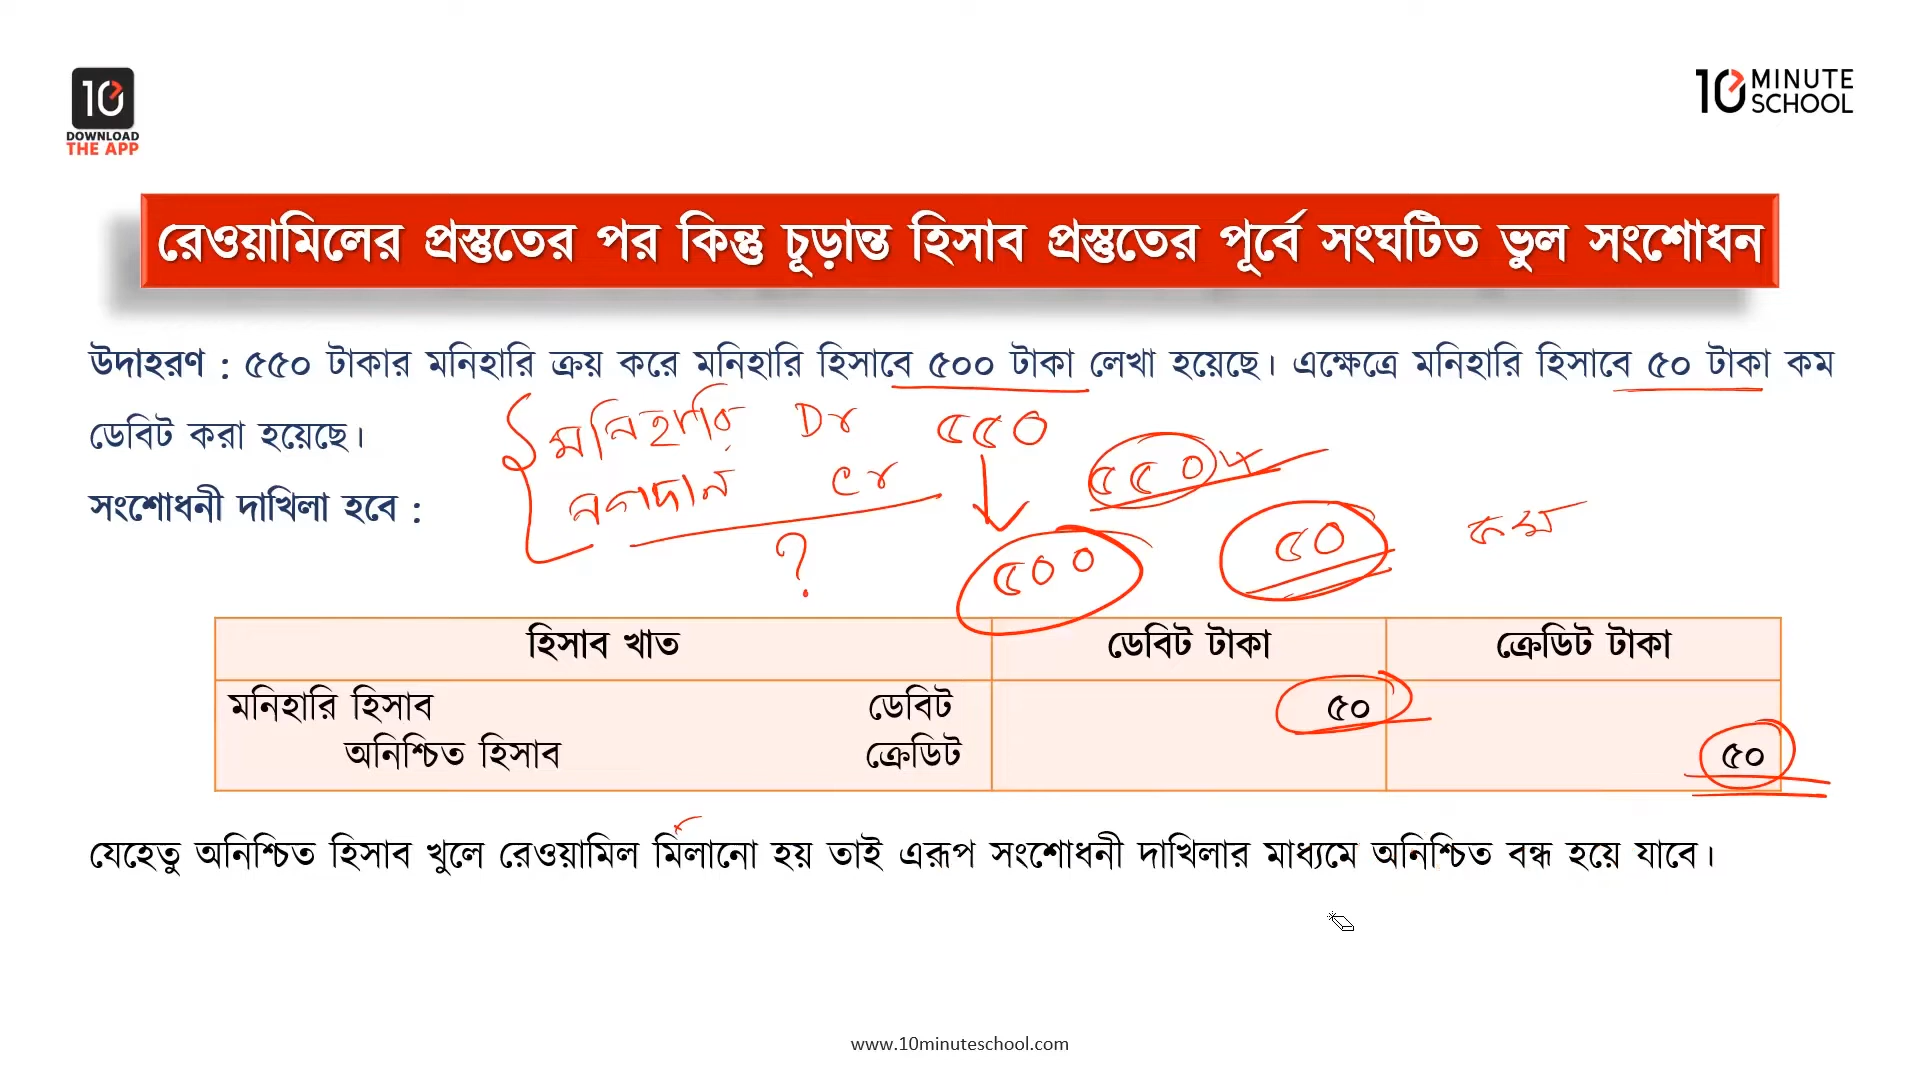 10
DOWNLOAD
THE APP
10 MINUTE
SCHOOL
রেওয়ামিলের প্রস্তুতের পর কিন্তু চূড়ান্ত হিসাব প্রস্তুতের পূর্বে সংঘটিত ভুল সংশোধন
উদাহরণ : ৫৫০ টাকার মনিহারি ক্রয় করে মনিহারি হিসাবে ৫০০ টাকা লেখা হয়েছে। এক্ষেত্রে মনিহারি হিসাবে ৫০ টাকা কম
ডেবিট করা হয়েছে।
মনিহারি Dr ৫৫০
সংশোধনী দাখিলা হবে :
নগদান Cr ৫৫০
?
৫০০
৫০ কম
হিসাব খাত ডেবিট টাকা ক্রেডিট টাকা
মনিহারি হিসাব ডেবিট ৫০
অনিশ্চিত হিসাব ক্রেডিট ৫০
যেহেতু অনিশ্চিত হিসাব খুলে রেওয়ামিল মিলানো হয় তাই এরূপ সংশোধনী দাখিলার মাধ্যমে অনিশ্চিত বন্ধ হয়ে যাবে।
www.10minuteschool.com